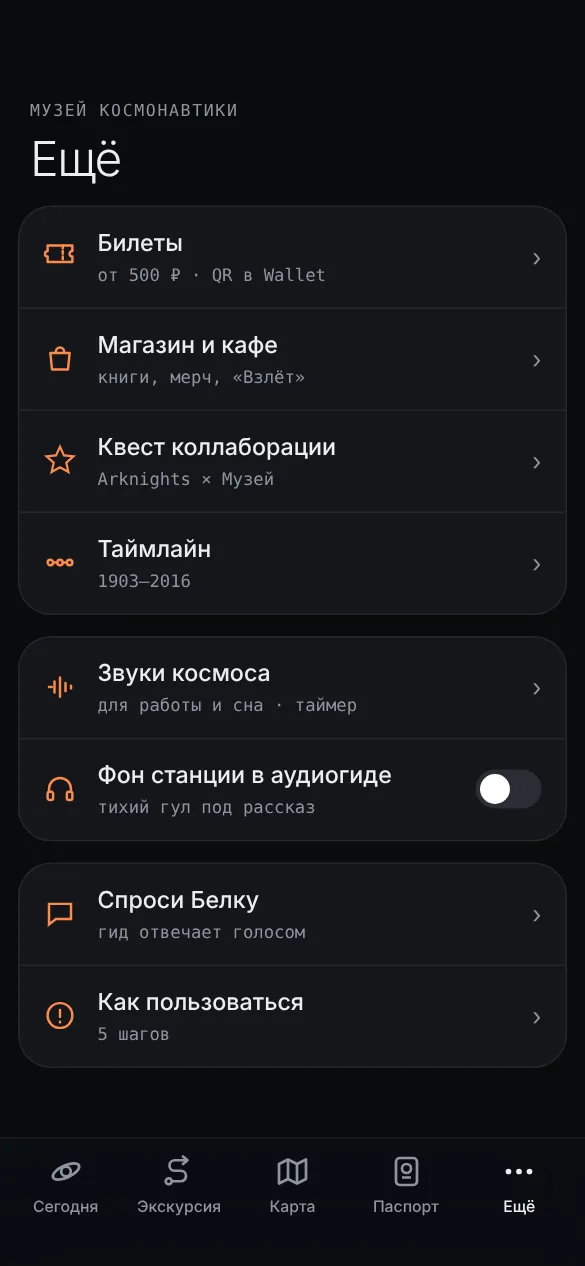 МУЗЕЙ КОСМОНАВТИКИ
Ещё
Билеты
от 500 ₽ · QR в Wallet
Магазин и кафе
книги, мерч, «Взлёт»
Квест коллаборации
Arknights × Музей
Таймлайн
1903—2016
Звуки космоса
для работы и сна · таймер
Фон станции в аудиогиде
тихий гул под рассказ
Спроси Белку
гид отвечает голосом
Как пользоваться
5 шагов
Сегодня
Экскурсия
Карта
Паспорт
Ещё